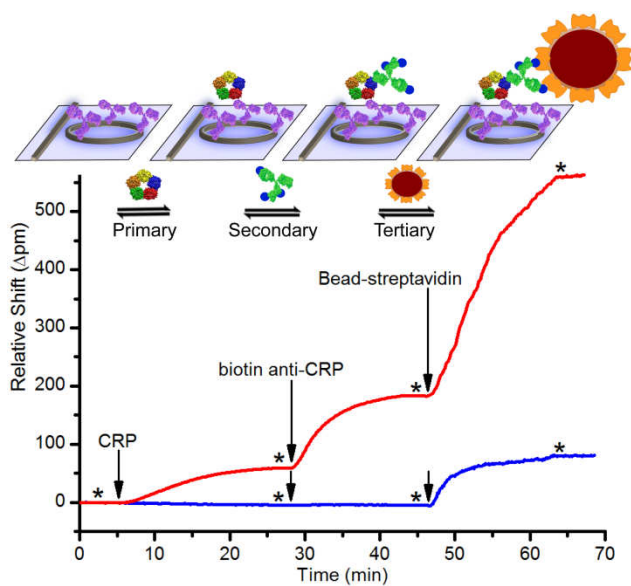 Primary
Secondary
Tertiary
Bead-streptavidin
biotin anti-CRP
CRP
*
*
*
*
*
*
*
Relative Shift (Δpm)
500
400
300
200
100
0
0 10 20 30 40 50 60 70
Time (min)